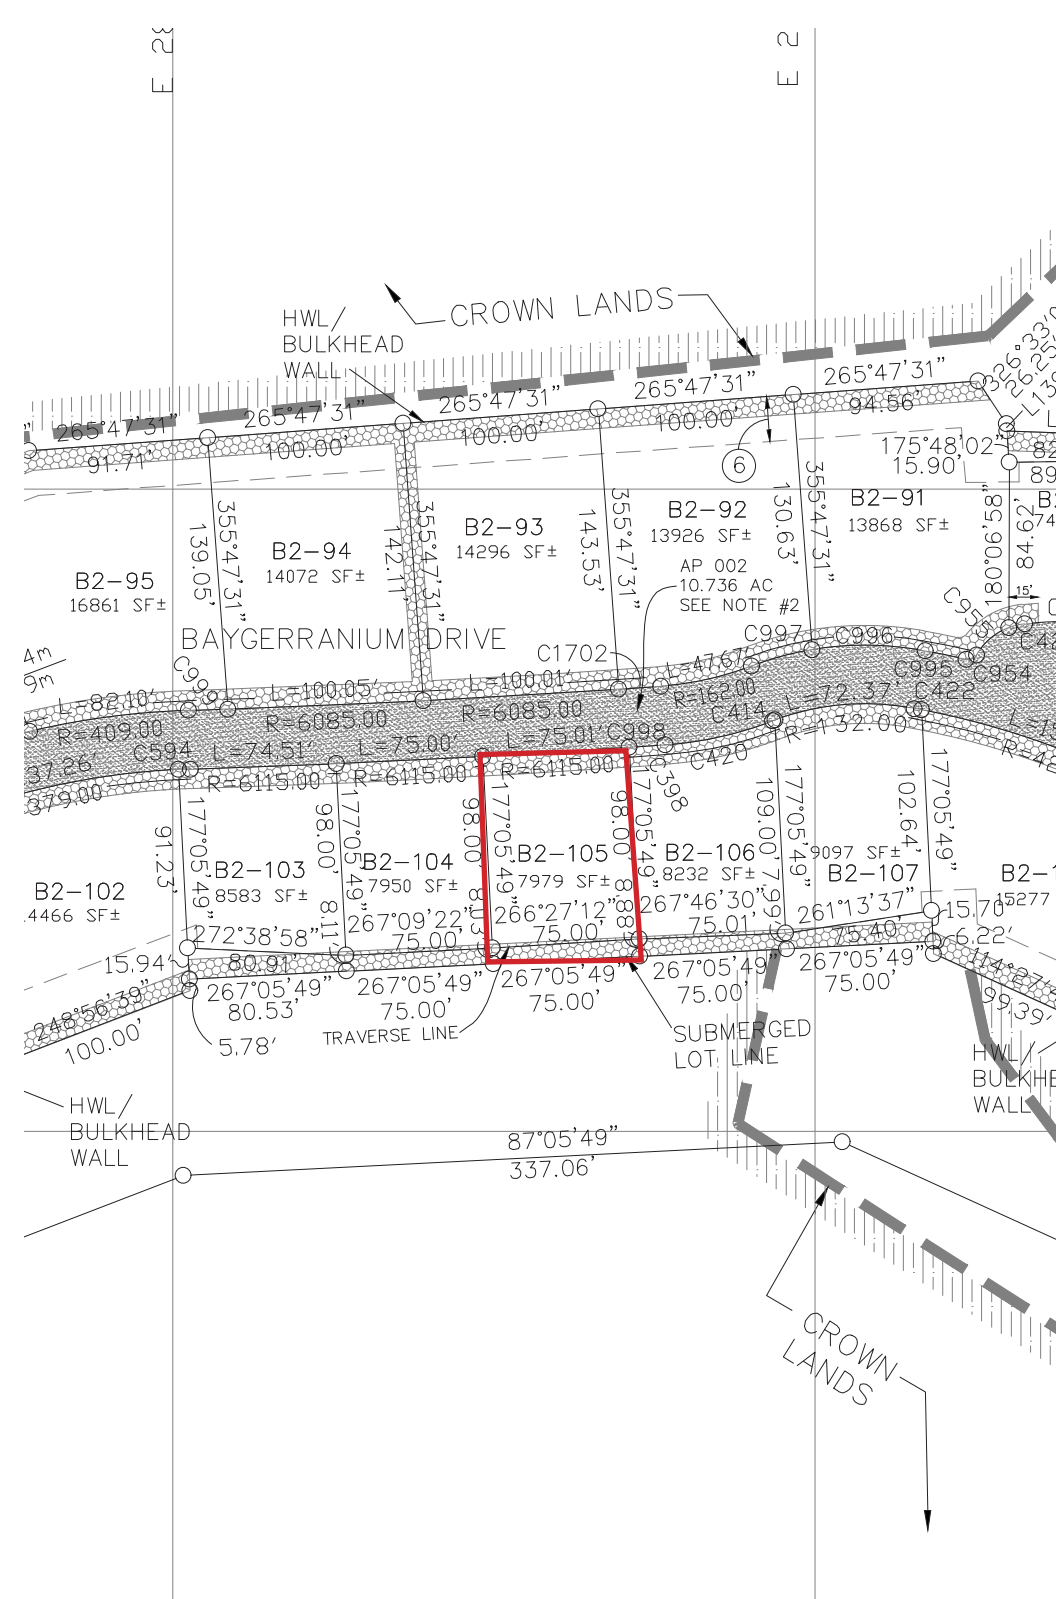 E 28
E 2
CROWN LANDS
HWL/
BULKHEAD
WALL
265°47'31"
91.71'
265°47'31"
100.00'
265°47'31"
100.00'
265°47'31"
100.00'
265°47'31"
94.56'
175°48'02"
15.90'
6
355°47'31"
139.05'
355°47'31"
142.11'
355°47'31"
143.53'
355°47'31"
130.63'
180°06'58"
84.62'
15'
B2-95
16861 SF±
B2-94
14072 SF±
B2-93
14296 SF±
B2-92
13926 SF±
B2-91
13868 SF±
AP 002
10.736 AC
SEE NOTE #2
BAYGERRANIUM DRIVE
C1702
C997
C996
C955
C995
C954
C999
L=82.10'
R=409.00
L=100.05'
R=6085.00
L=100.01'
R=6085.00
L=47.67'
R=162.00
L=72.37'
R=132.00
C422
C414
C420
C998
C398
C594
37.26'
379.00
L=74.51'
R=6115.00
L=75.00'
R=6115.00
L=75.01'
R=6115.00
177°05'49"
91.23'
177°05'49"
98.00'
8.11'
177°05'49"
98.00'
8.03'
177°05'49"
98.00'
8.88'
177°05'49"
109.00'
7.99'
177°05'49"
102.64'
B2-102
14466 SF±
B2-103
8583 SF±
B2-104
7950 SF±
B2-105
7979 SF±
B2-106
8232 SF±
9097 SF±
B2-107
15277
272°38'58"
80.91'
267°09'22"
75.00'
266°27'12"
75.00'
267°46'30"
75.01'
261°13'37"
75.40'
15.70'
6.22'
15.94'
267°05'49"
80.53'
267°05'49"
75.00'
267°05'49"
75.00'
267°05'49"
75.00'
267°05'49"
75.00'
248°56'39"
100.00'
5.78'
99.39'
TRAVERSE LINE
SUBMERGED
LOT LINE
HWL/
BULKHEAD
WALL
HWL/
BULKHE
WALL
87°05'49"
337.06'
CROWN
LANDS